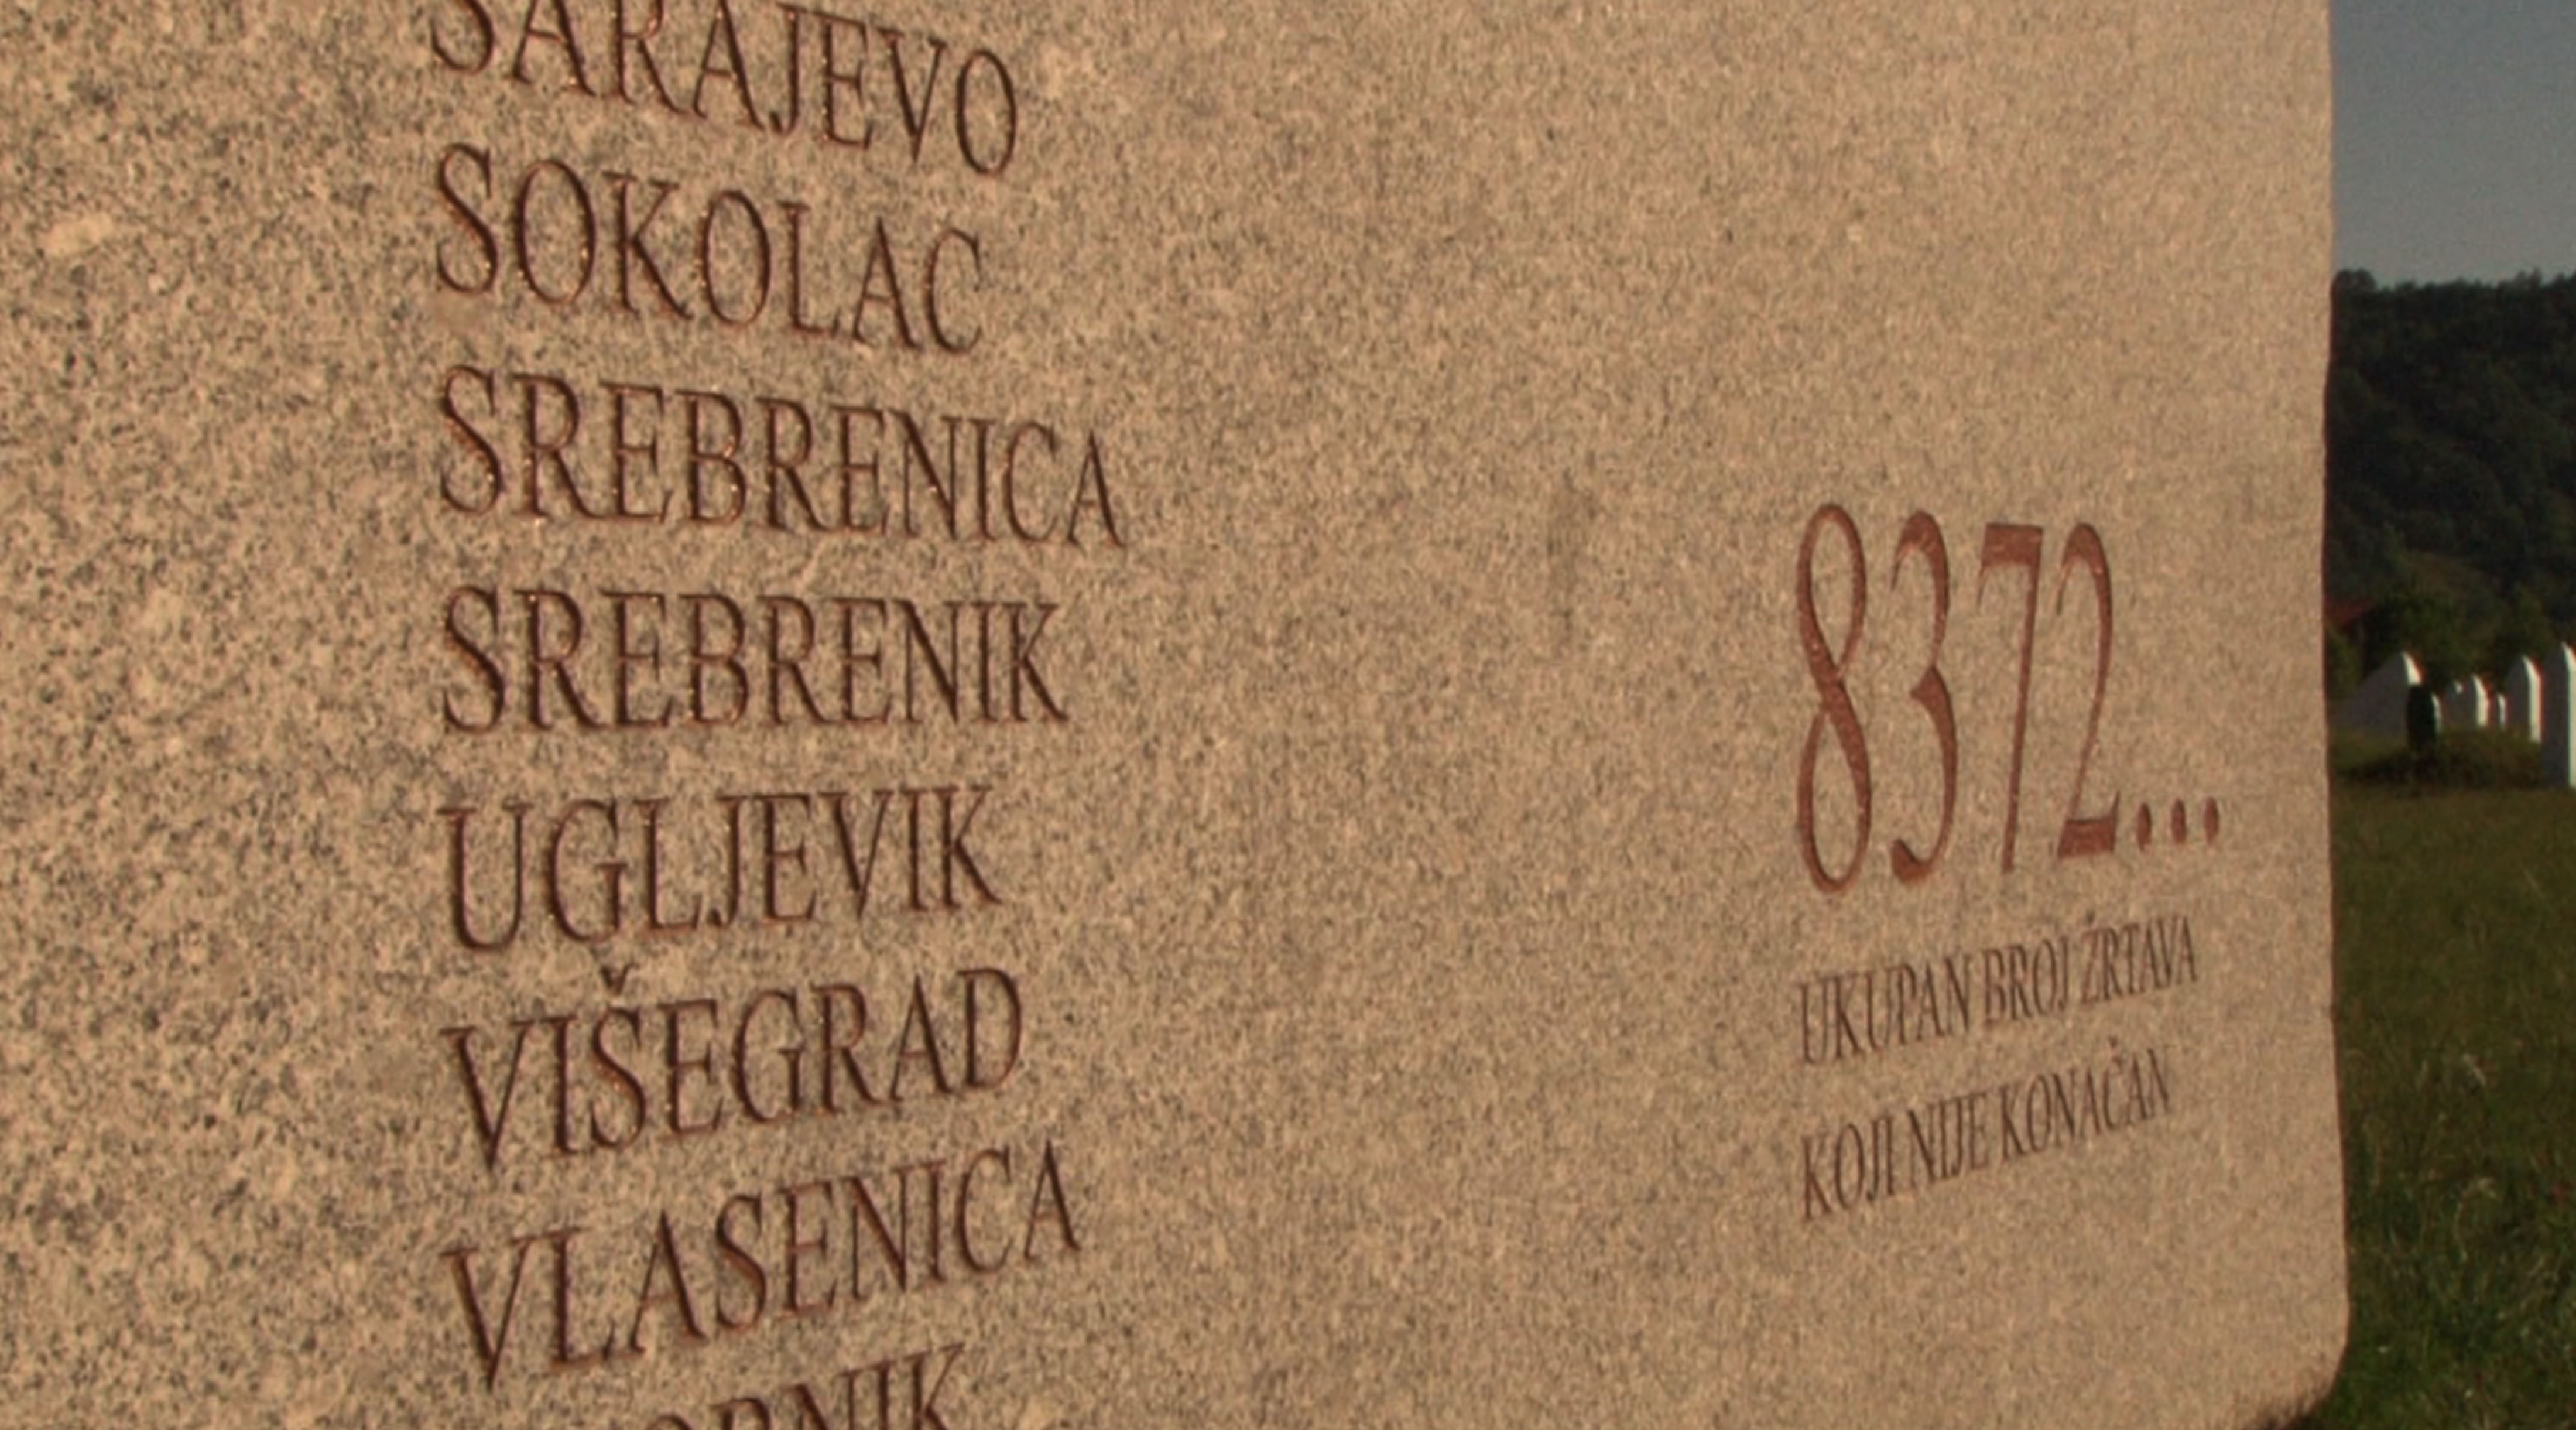 SARAJEVO
SOKOLAC
SREBRENICA
SREBRENIK
UGLJEVIK
VIŠEGRAD
VLASENICA
8372...
UKUPAN BROJ ŽRTAVA
KOJI NIJE KONAČAN